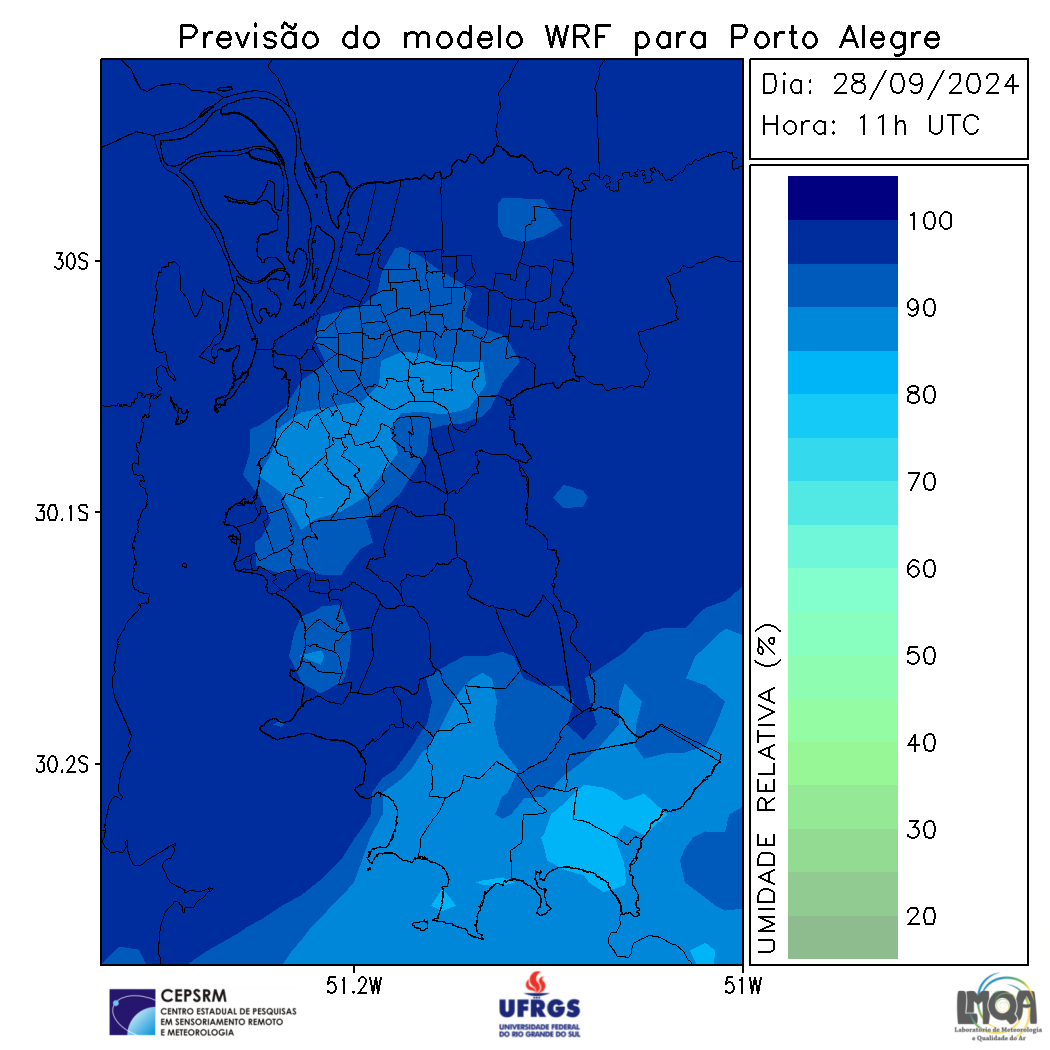 Previsão do modelo WRF para Porto Alegre
Dia: 28/09/2024
Hora: 11h UTC
30S
30.1S
30.2S
51.2W
51W
UMIDADE RELATIVA (%)
100
90
80
70
60
50
40
30
20
CEPSRM
CENTRO ESTADUAL DE PESQUISAS
EM SENSORIAMENTO REMOTO
E METEOROLOGIA
UFRGS
UNIVERSIDADE FEDERAL
DO RIO GRANDE DO SUL
LMQA
Laboratório de Meteorologia
e Qualidade do Ar